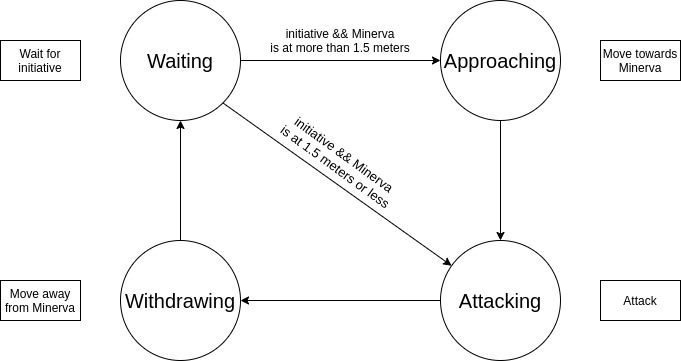 initiative && Minerva
is at more than 1.5 meters
Wait for
initiative
Waiting
Approaching
Move towards
Minerva
initiative && Minerva
is at 1.5 meters or less
Move away
from Minerva
Withdrawing
Attacking
Attack